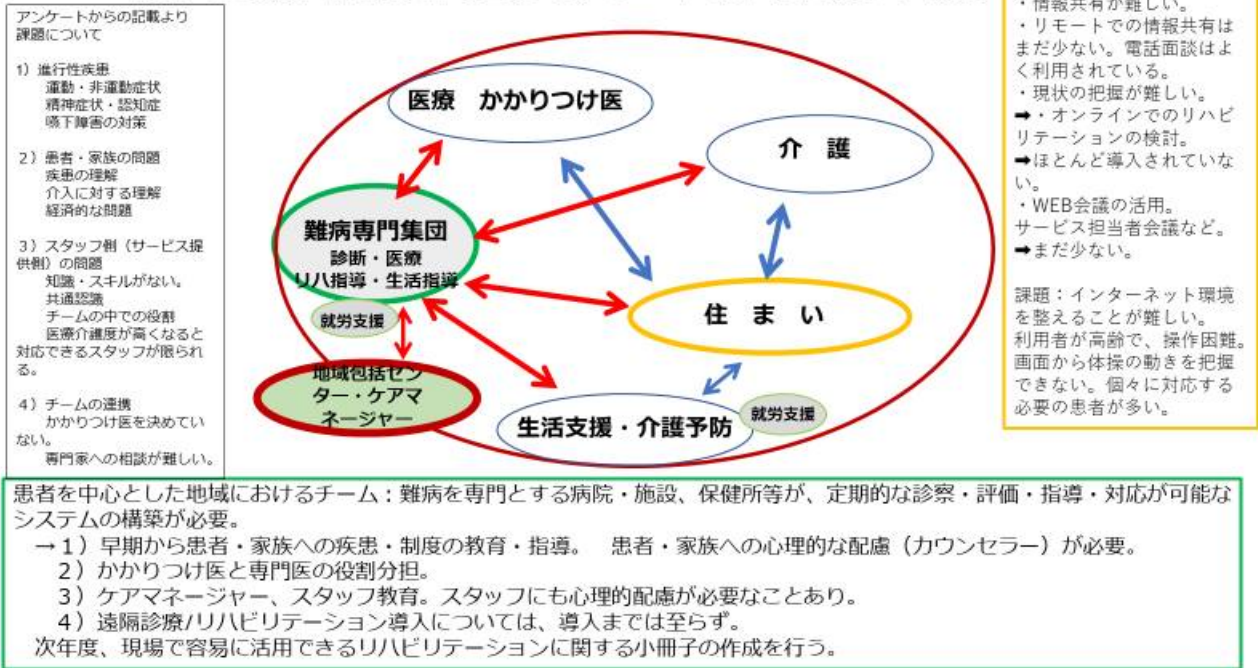 アンケートからの記載より
課題について
1）進行性疾患
運動・非運動症状
精神症状・認知症
嚥下障害の対策
2）患者・家族の問題
疾患の理解
介入に対する理解
経済的な問題
3）スタッフ側（サービス提
供側）の問題
知識・スキルがない。
共通認識
チームの中での役割
医療介護度が高くなると
対応できるスタッフが限られ
る。
4）チームの連携
かかりつけ医を決めてい
ない。
専門家への相談が難しい。
医療　かかりつけ医
介　護
難病専門集団
診断・医療
リハ指導・生活指導
就労支援
住　ま　い
地域包括セン
ター・ケアマ
ネージャー
生活支援・介護予防
就労支援
・情報共有が難しい。
・リモートでの情報共有は
まだ少ない。電話面談はよ
く利用されている。
・現状の把握が難しい。
➡・オンラインでのリハビ
リテーションの検討。
➡ほとんど導入されていな
い。
・WEB会議の活用。
サービス担当者会議など。
➡まだ少ない。
課題：インターネット環境
を整えることが難しい。
利用者が高齢で、操作困難。
画面から体操の動きを把握
できない。個々に対応する
必要の患者が多い。
患者を中心とした地域におけるチーム：難病を専門とする病院・施設、保健所等が、定期的な診察・評価・指導・対応が可能な
システムの構築が必要。
→1）早期から患者・家族への疾患・制度の教育・指導。　患者・家族への心理的な配慮（カウンセラー）が必要。
2）かかりつけ医と専門医の役割分担。
3）ケアマネージャー、スタッフ教育。スタッフにも心理的配慮が必要なことあり。
4）遠隔診療/リハビリテーション導入については、導入までは至らず。
次年度、現場で容易に活用できるリハビリテーションに関する小冊子の作成を行う。